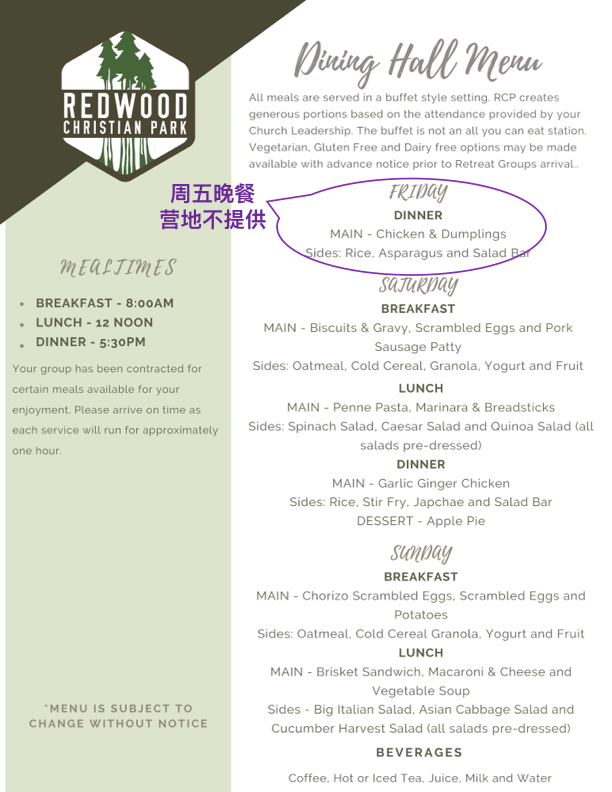 REDWOOD
CHRISTIAN PARK
Dining Hall Menu
All meals are served in a buffet style setting. RCP creates
generous portions based on the attendance provided by your
Church Leadership. The buffet is not an all you can eat station.
Vegetarian, Gluten Free and Dairy free options may be made
available with advance notice prior to Retreat Groups arrival..
周五晚餐
营地不提供
FRIDAY
DINNER
MAIN - Chicken & Dumplings
Sides: Rice, Asparagus and Salad Bar
MEALTIMES
• BREAKFAST - 8:00AM
• LUNCH - 12 NOON
• DINNER - 5:30PM
Your group has been contracted for
certain meals available for your
enjoyment. Please arrive on time as
each service will run for approximately
one hour.
SATURDAY
BREAKFAST
MAIN - Biscuits & Gravy, Scrambled Eggs and Pork
Sausage Patty
Sides: Oatmeal, Cold Cereal, Granola, Yogurt and Fruit
LUNCH
MAIN - Penne Pasta, Marinara & Breadsticks
Sides: Spinach Salad, Caesar Salad and Quinoa Salad (all
salads pre-dressed)
DINNER
MAIN - Garlic Ginger Chicken
Sides: Rice, Stir Fry, Japchae and Salad Bar
DESSERT - Apple Pie
SUNDAY
BREAKFAST
MAIN - Chorizo Scrambled Eggs, Scrambled Eggs and
Potatoes
Sides: Oatmeal, Cold Cereal Granola, Yogurt and Fruit
LUNCH
MAIN - Brisket Sandwich, Macaroni & Cheese and
Vegetable Soup
Sides - Big Italian Salad, Asian Cabbage Salad and
Cucumber Harvest Salad (all salads pre-dressed)
BEVERAGES
Coffee, Hot or Iced Tea, Juice, Milk and Water
*MENU IS SUBJECT TO
CHANGE WITHOUT NOTICE